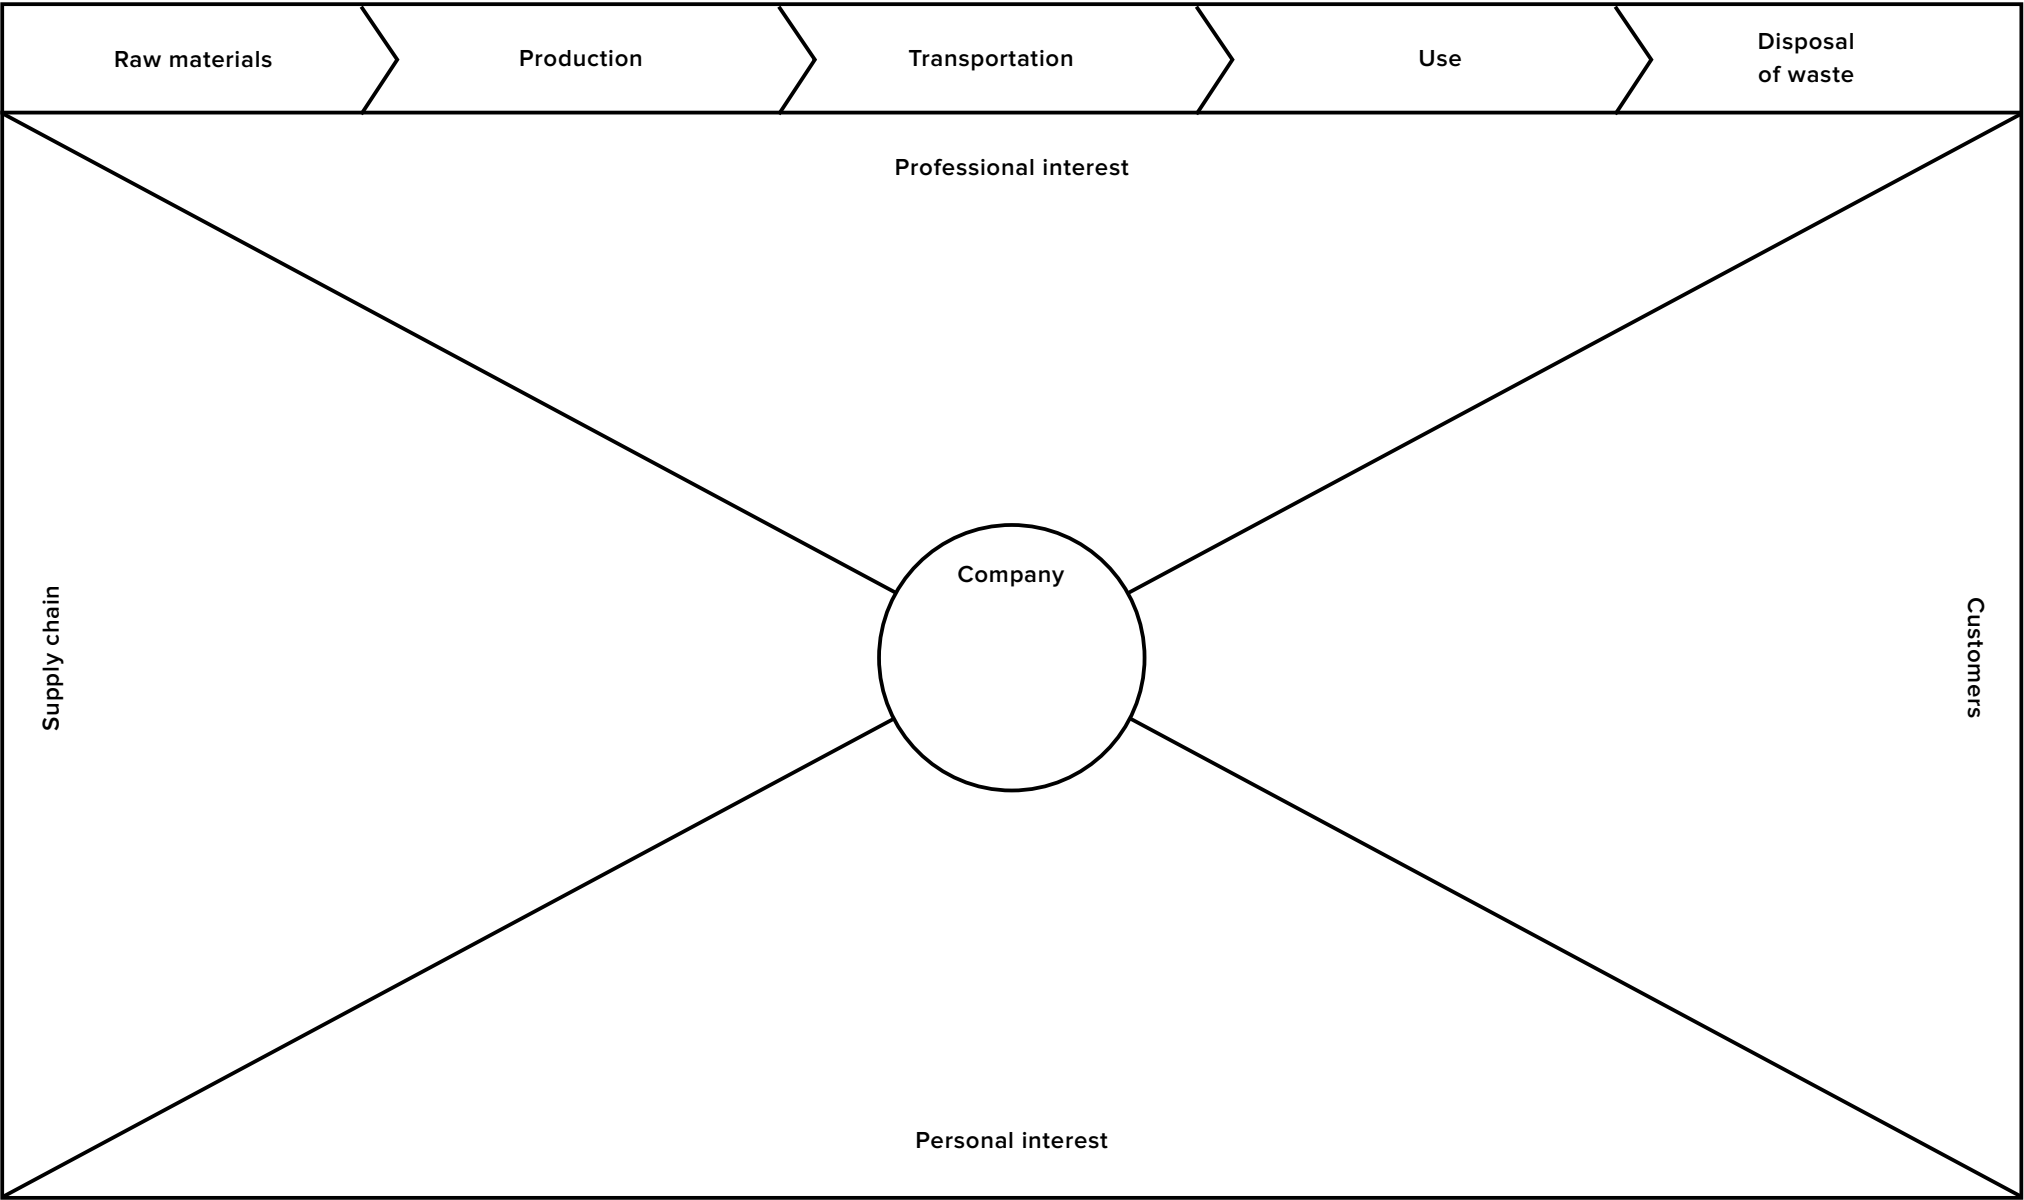 Raw materials
Production
Transportation
Use
Disposal
of waste
Professional interest
Company
Supply chain
Customers
Personal interest